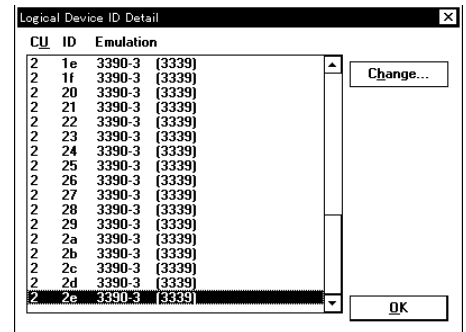 Logical Device ID Detail
CU ID Emulation
2 1e 3390-3 (3339)
2 1f 3390-3 (3339)
2 20 3390-3 (3339)
2 21 3390-3 (3339)
2 22 3390-3 (3339)
2 23 3390-3 (3339)
2 24 3390-3 (3339)
2 25 3390-3 (3339)
2 26 3390-3 (3339)
2 27 3390-3 (3339)
2 28 3390-3 (3339)
2 29 3390-3 (3339)
2 2a 3390-3 (3339)
2 2b 3390-3 (3339)
2 2c 3390-3 (3339)
2 2d 3390-3 (3339)
2 2e 3390-3 (3339)
Change...
OK